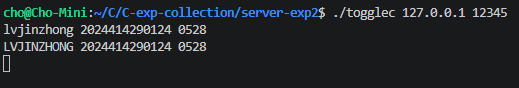 cho@Cho-Mini:~/C/C-exp-collection/server-exp2$ ./togglec 127.0.0.1 12345
lvjinzhong 2024414290124 0528
LVJINZHONG 2024414290124 0528